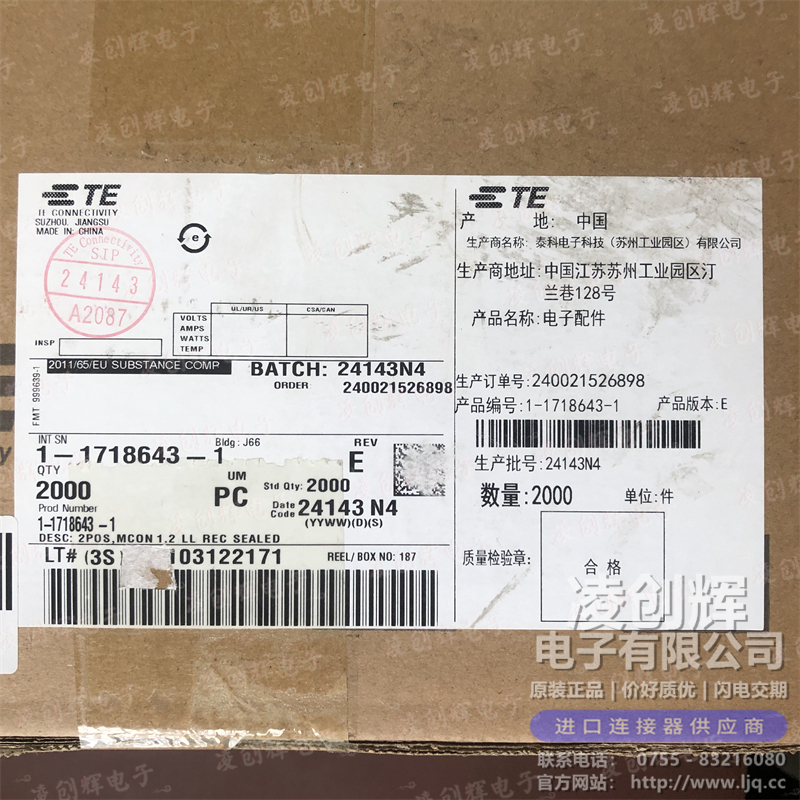 TE
TE CONNECTIVITY
SUZHOU, JIANGSU
MADE IN CHINA
TE Connectivity
SIP
24143
A2087
e
UL/UR/US CSA/CAN
VOLTS
AMPS
WATTS
TEMP
INSP
2011/65/EU SUBSTANCE COMP
BATCH: 24143N4
ORDER 240021526898
FMT 999639-1
INT SN Bldg: J66 REV
1-1718643-1 E
QTY UM
2000 PC Std Qty: 2000
Prod Number Date Code 24143 N4
1-1718643-1 (YYWW)(D)(S)
DESC: 2POS,MCON 1.2 LL REC SEALED
LT# (3S) 103122171 REEL/BOX NO: 187
TE
产 地: 中国
生产商名称: 泰科电子科技（苏州工业园区）有限公司
生产商地址: 中国江苏苏州工业园区汀
兰巷128号
产品名称: 电子配件
生产订单号: 240021526898
产品编号: 1-1718643-1 产品版本: E
生产批号: 24143N4
数量: 2000 单位: 件
质量检验章:
合格
凌创辉
电子有限公司
原装正品 | 价好质优 | 闪电交期
进口连接器供应商
联系电话: 0755-83216080
官方网站: http://www.ljq.cc
凌创辉电子